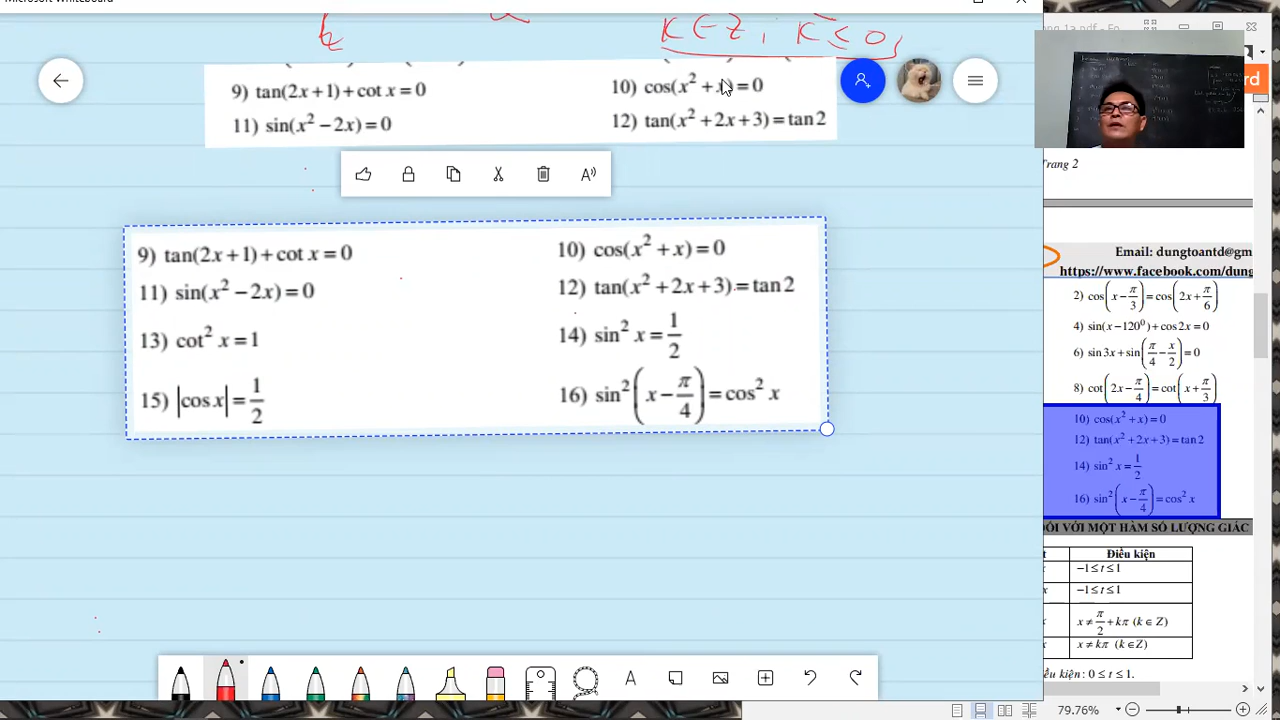 Microsoft Whiteboard
k ∈ Z, k ≤ 0,
9) tan(2x+1)+cot x = 0
10) cos(x² + x) = 0
11) sin(x² − 2x) = 0
12) tan(x² + 2x + 3) = tan 2
9) tan(2x+1)+cot x = 0
10) cos(x² + x) = 0
11) sin(x² − 2x) = 0
12) tan(x² + 2x + 3) = tan 2
13) cot² x = 1
14) sin² x = 1/2
15) |cos x| = 1/2
16) sin²(x − π/4) = cos² x
Trang 2
Email: dungtoantd@gm
https://www.facebook.com/dung
2) cos(x − π/3) = cos(2x + π/6)
4) sin(x−120⁰)+cos 2x = 0
6) sin 3x + sin(π/4 − x/2) = 0
8) cot(2x − π/4) = cot(x + π/3)
10) cos(x² + x) = 0
12) tan(x² + 2x + 3) = tan 2
14) sin² x = 1/2
16) sin²(x − π/4) = cos² x
ĐỐI VỚI MỘT HÀM SỐ LƯỢNG GIÁC
t Điều kiện
−1 ≤ t ≤ 1
x −1 ≤ t ≤ 1
x x ≠ π/2 + kπ (k ∈ Z)
x x ≠ kπ (k ∈ Z)
iều kiện : 0 ≤ t ≤ 1.
79.76%